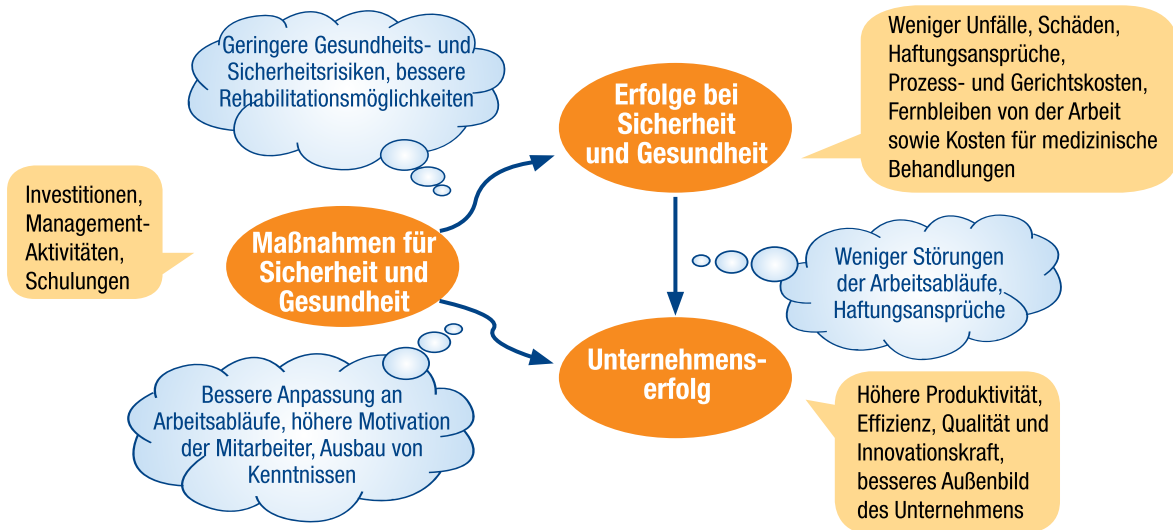 Geringere Gesundheits- und
Sicherheitsrisiken, bessere
Rehabilitationsmöglichkeiten
Erfolge bei
Sicherheit
und Gesundheit
Weniger Unfälle, Schäden,
Haftungsansprüche,
Prozess- und Gerichtskosten,
Fernbleiben von der Arbeit
sowie Kosten für medizinische
Behandlungen
Investitionen,
Management-
Aktivitäten,
Schulungen
Maßnahmen für
Sicherheit und
Gesundheit
Weniger Störungen
der Arbeitsabläufe,
Haftungsansprüche
Unternehmens-
erfolg
Bessere Anpassung an
Arbeitsabläufe, höhere Motivation
der Mitarbeiter, Ausbau von
Kenntnissen
Höhere Produktivität,
Effizienz, Qualität und
Innovationskraft,
besseres Außenbild
des Unternehmens